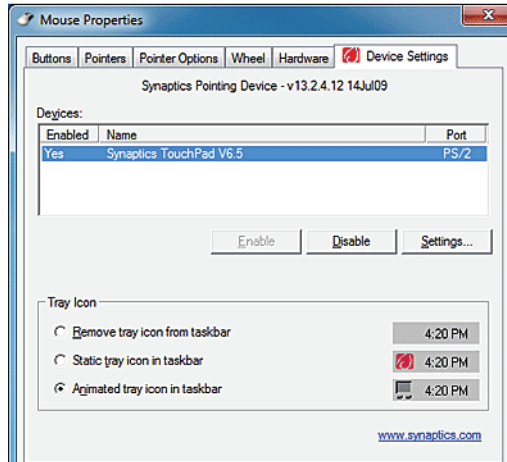 Mouse Properties
Buttons Pointers Pointer Options Wheel Hardware Device Settings
Synaptics Pointing Device - v13.2.4.12 14Jul09
Devices:
Enabled Name Port
Yes Synaptics TouchPad V6.5 PS/2
Enable Disable Settings...
Tray Icon
Remove tray icon from taskbar 4:20 PM
Static tray icon in taskbar 4:20 PM
Animated tray icon in taskbar 4:20 PM
www.synaptics.com